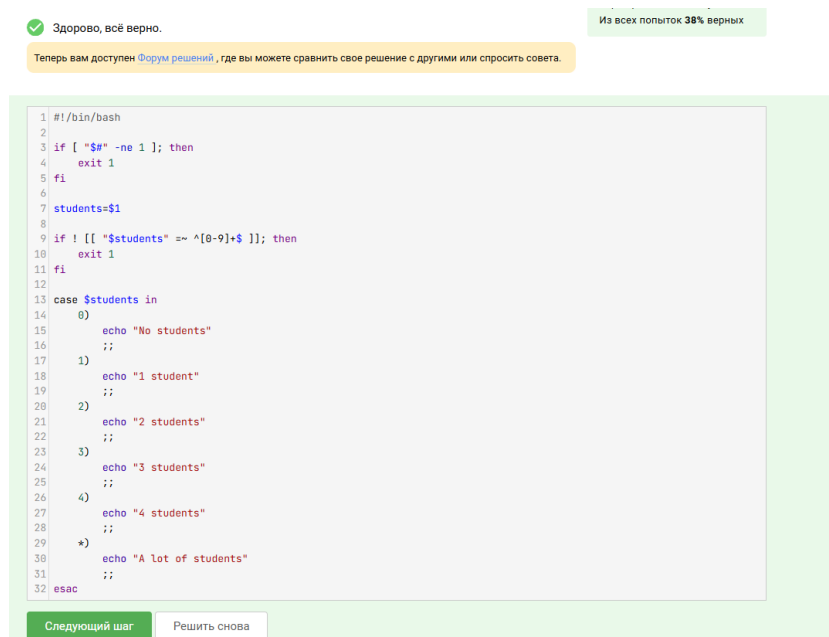 Из всех попыток 38% верных
Здорово, всё верно.
Теперь вам доступен Форум решений , где вы можете сравнить свое решение с другими или спросить совета.
1 #!/bin/bash
2
3 if [ "$#" -ne 1 ]; then
4     exit 1
5 fi
6
7 students=$1
8
9 if ! [[ "$students" =~ ^[0-9]+$ ]]; then
10     exit 1
11 fi
12
13 case $students in
14     0)
15         echo "No students"
16         ;;
17     1)
18         echo "1 student"
19         ;;
20     2)
21         echo "2 students"
22         ;;
23     3)
24         echo "3 students"
25         ;;
26     4)
27         echo "4 students"
28         ;;
29     *)
30         echo "A lot of students"
31         ;;
32 esac
Следующий шаг Решить снова